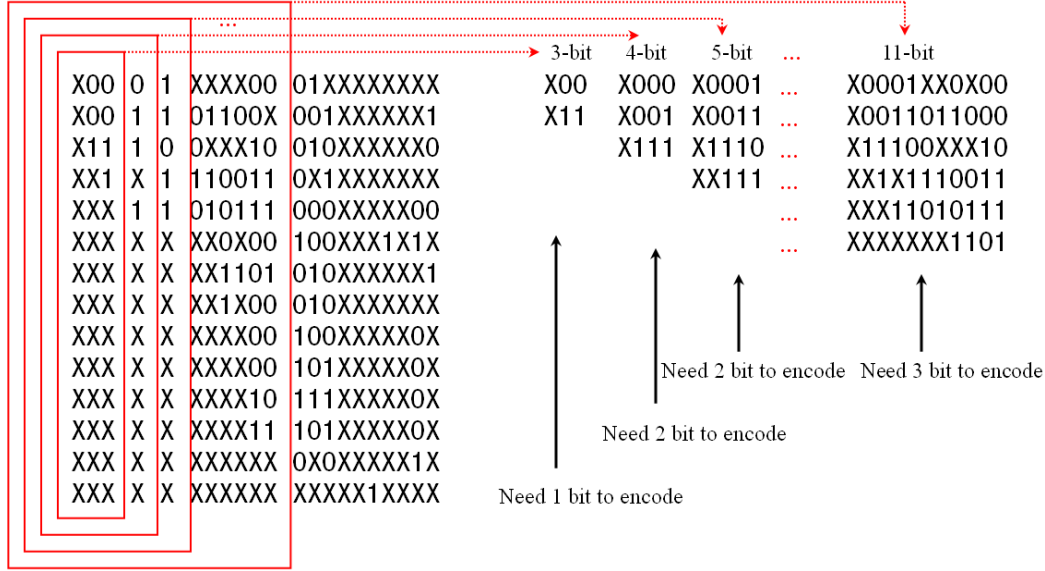 ...
3-bit 4-bit 5-bit ... 11-bit
X00 0 1 XXXX00 01XXXXXXXX X00 X000 X0001 ... X0001XX0X00
X00 1 1 01100X 001XXXXXX1 X11 X001 X0011 ... X0011011000
X11 1 0 0XXX10 010XXXXXX0 X111 X1110 ... X11100XXX10
XX1 X 1 110011 0X1XXXXXXX XX111 ... XX1X1110011
XXX 1 1 010111 000XXXXX00 ... XXX11010111
XXX X X XX0X00 100XXX1X1X ... XXXXXXX1101
XXX X X XX1101 010XXXXXX1
XXX X X XX1X00 010XXXXXXX
XXX X X XXXX00 100XXXXX0X
XXX X X XXXX00 101XXXXX0X
XXX X X XXXX10 111XXXXX0X
XXX X X XXXX11 101XXXXX0X
XXX X X XXXXXX 0X0XXXXX1X
XXX X X XXXXXX XXXXX1XXXX
Need 2 bit to encode Need 3 bit to encode
Need 2 bit to encode
Need 1 bit to encode